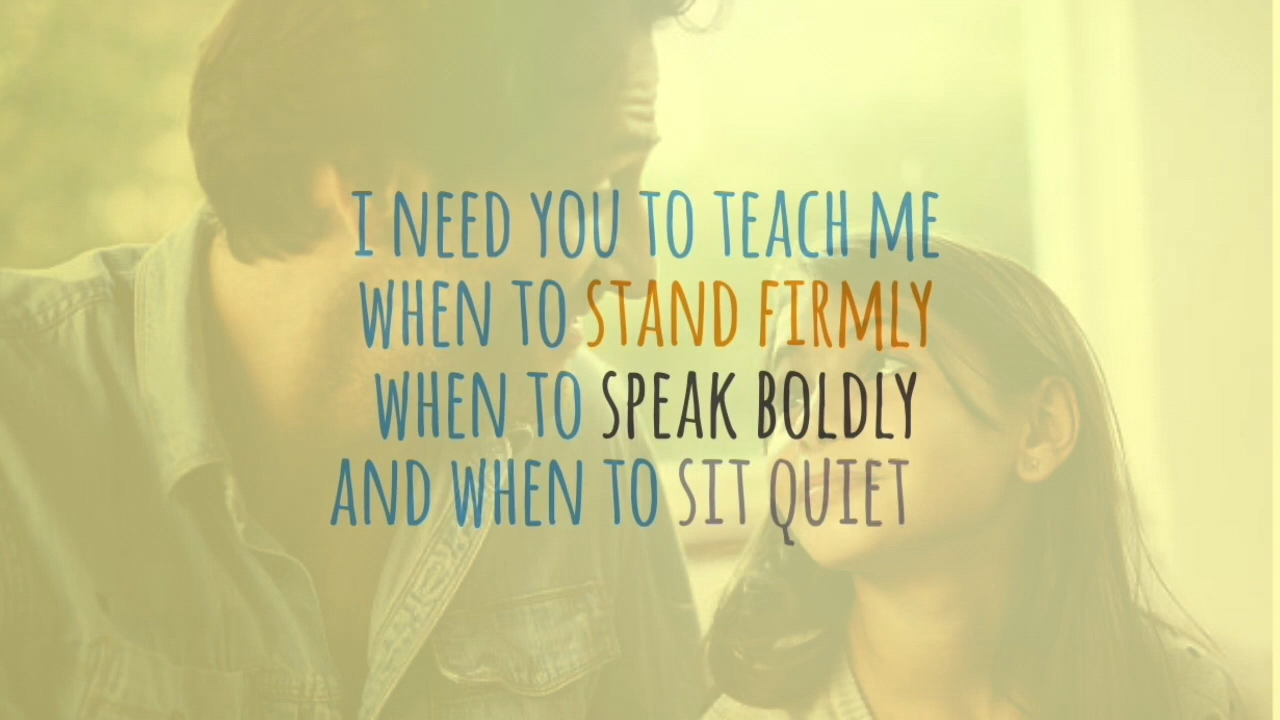 I NEED YOU TO TEACH ME
WHEN TO STAND FIRMLY
WHEN TO SPEAK BOLDLY
AND WHEN TO SIT QUIET